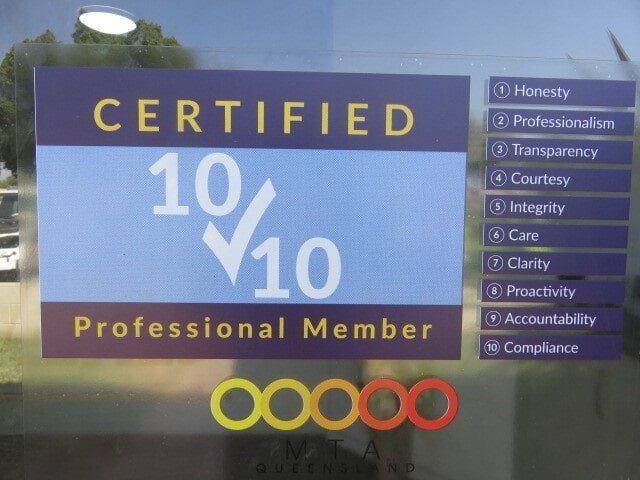 CERTIFIED
10
10
Professional Member
1 Honesty
2 Professionalism
3 Transparency
4 Courtesy
5 Integrity
6 Care
7 Clarity
8 Proactivity
9 Accountability
10 Compliance
MTA
QUEENSLAND